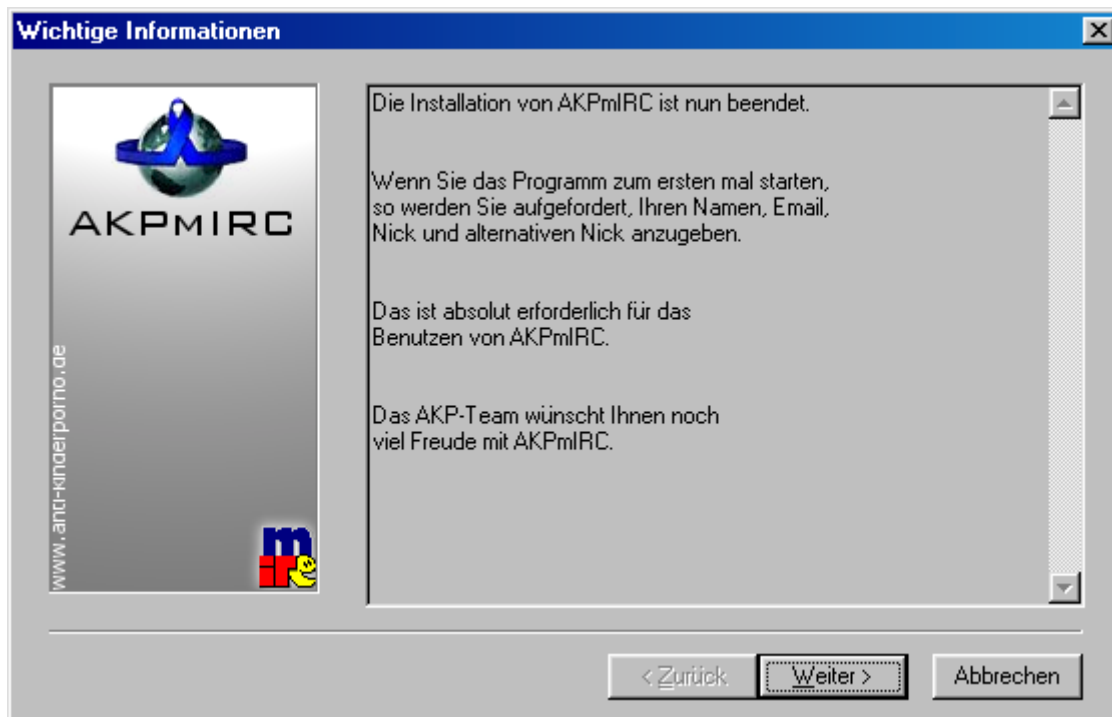 Wichtige Informationen
AKPmIRC
www.anti-kinderporno.de
mirc
Die Installation von AKPmIRC ist nun beendet.
Wenn Sie das Programm zum ersten mal starten,
so werden Sie aufgefordert, Ihren Namen, Email,
Nick und alternativen Nick anzugeben.
Das ist absolut erforderlich für das
Benutzen von AKPmIRC.
Das AKP-Team wünscht Ihnen noch
viel Freude mit AKPmIRC.
< Zurück
Weiter >
Abbrechen